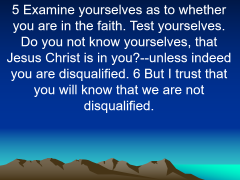 5 Examine yourselves as to whether
you are in the faith. Test yourselves.
Do you not know yourselves, that
Jesus Christ is in you?--unless indeed
you are disqualified. 6 But I trust that
you will know that we are not
disqualified.